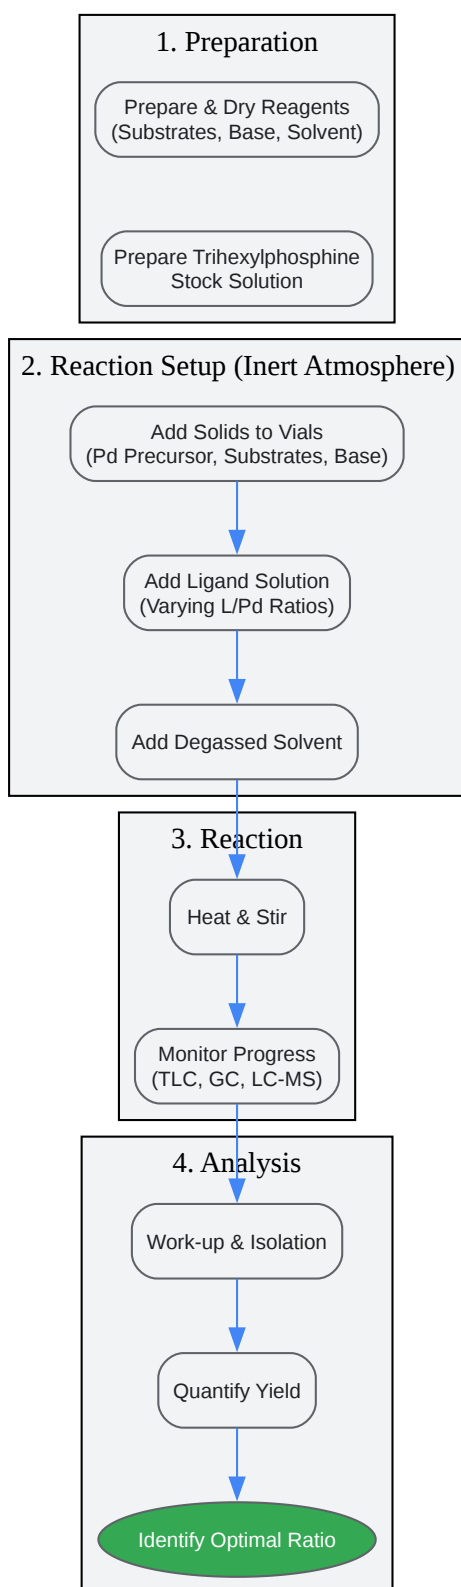 1. Preparation
Prepare & Dry Reagents
(Substrates, Base, Solvent)
Prepare Trihexylphosphine
Stock Solution
2. Reaction Setup (Inert Atmosphere)
Add Solids to Vials
(Pd Precursor, Substrates, Base)
Add Ligand Solution
(Varying L/Pd Ratios)
Add Degassed Solvent
3. Reaction
Heat & Stir
Monitor Progress
(TLC, GC, LC-MS)
4. Analysis
Work-up & Isolation
Quantify Yield
Identify Optimal Ratio